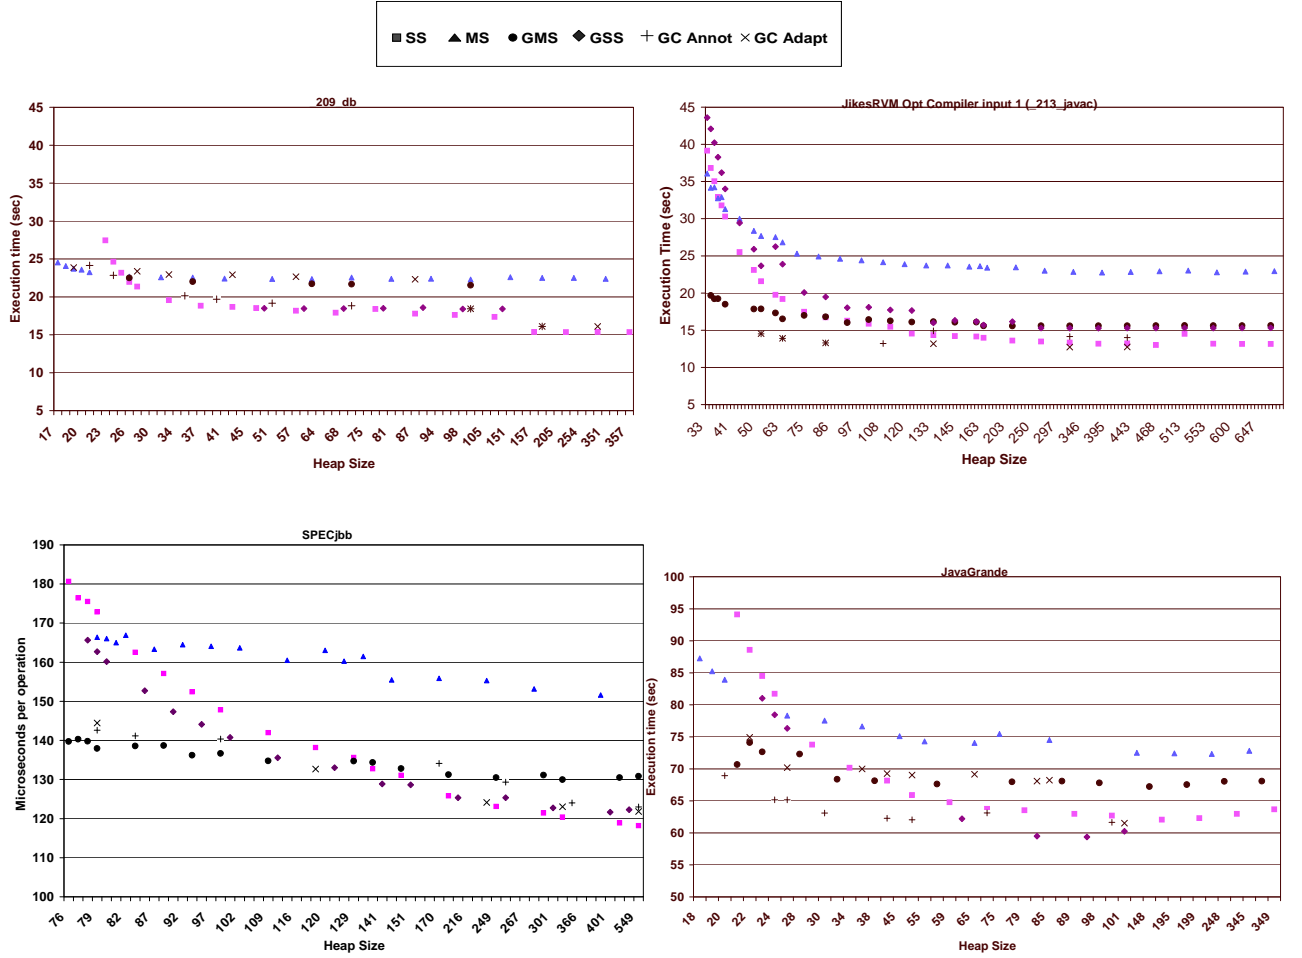 SS MS GMS GSS GC Annot GC Adapt
209_db
Execution time (sec)
45
40
35
30
25
20
15
10
5
17 20 23 26 30 34 37 41 45 51 57 64 68 75 81 87 94 98 105 151 157 205 254 351 357
Heap Size
JikesRVM Opt Compiler input 1 (_213_javac)
Execution Time (sec)
45
40
35
30
25
20
15
10
5
33 41 50 63 75 86 97 108 120 133 145 163 203 250 297 346 395 443 468 513 553 600 647
Heap Size
SPECjbb
Microseconds per operation
190
180
170
160
150
140
130
120
110
100
76 79 82 87 92 97 102 109 116 120 129 141 151 170 216 249 267 301 366 401 549
Heap Size
JavaGrande
Execution time (sec)
100
95
90
85
80
75
70
65
60
55
50
18 20 22 24 28 30 34 38 45 55 59 65 75 79 85 89 98 101 148 195 199 248 345 349
Heap Size